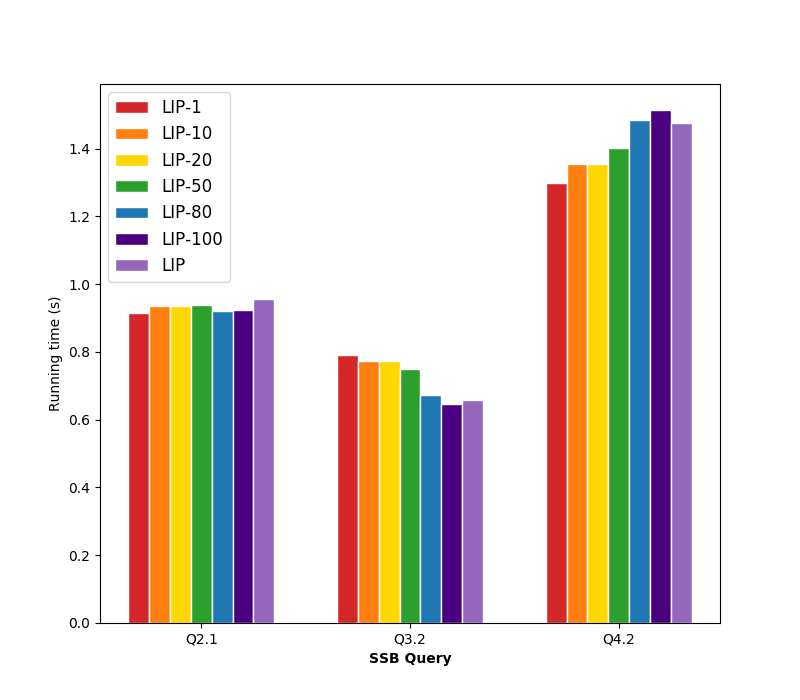 LIP-1
LIP-10
LIP-20
LIP-50
LIP-80
LIP-100
LIP
1.4
1.2
1.0
0.8
0.6
0.4
0.2
0.0
Running time (s)
Q2.1 Q3.2 Q4.2
SSB Query